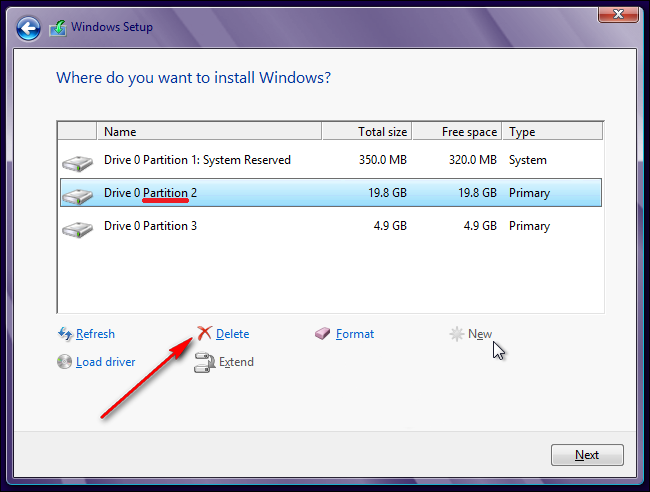 Windows Setup
Where do you want to install Windows?
Name Total size Free space Type
Drive 0 Partition 1: System Reserved 350.0 MB 320.0 MB System
Drive 0 Partition 2 19.8 GB 19.8 GB Primary
Drive 0 Partition 3 4.9 GB 4.9 GB Primary
Refresh Delete Format New
Load driver Extend
Next